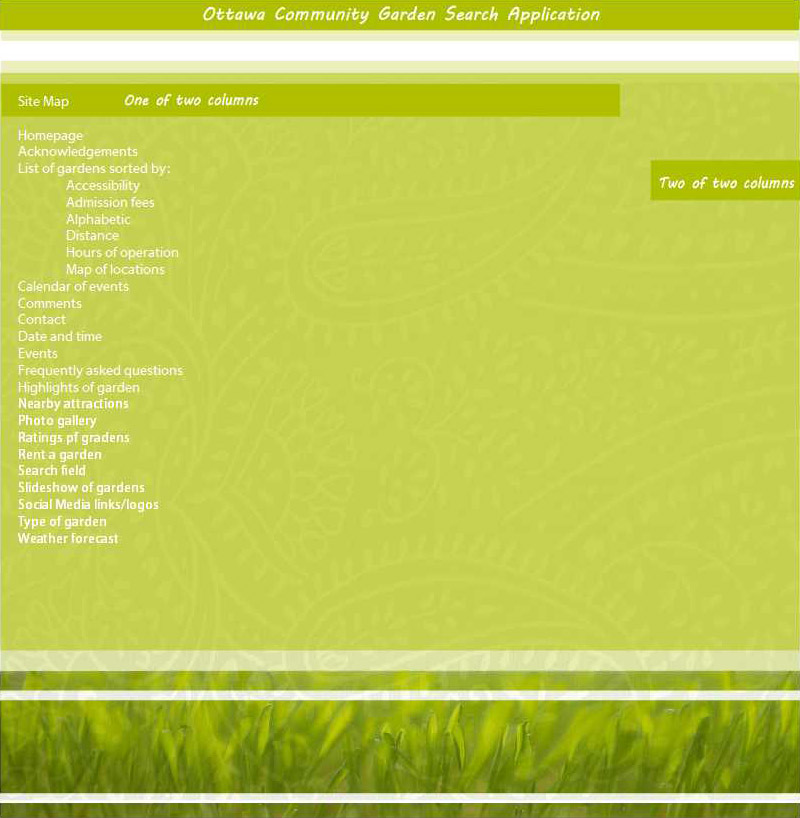 Ottawa Community Garden Search Application
Site Map
One of two columns
Two of two columns
Homepage
Acknowledgements
List of gardens sorted by:
Accessibility
Admission fees
Alphabetic
Distance
Hours of operation
Map of locations
Calendar of events
Comments
Contact
Date and time
Events
Frequently asked questions
Highlights of garden
Nearby attractions
Photo gallery
Ratings pf gradens
Rent a garden
Search field
Slideshow of gardens
Social Media links/logos
Type of garden
Weather forecast